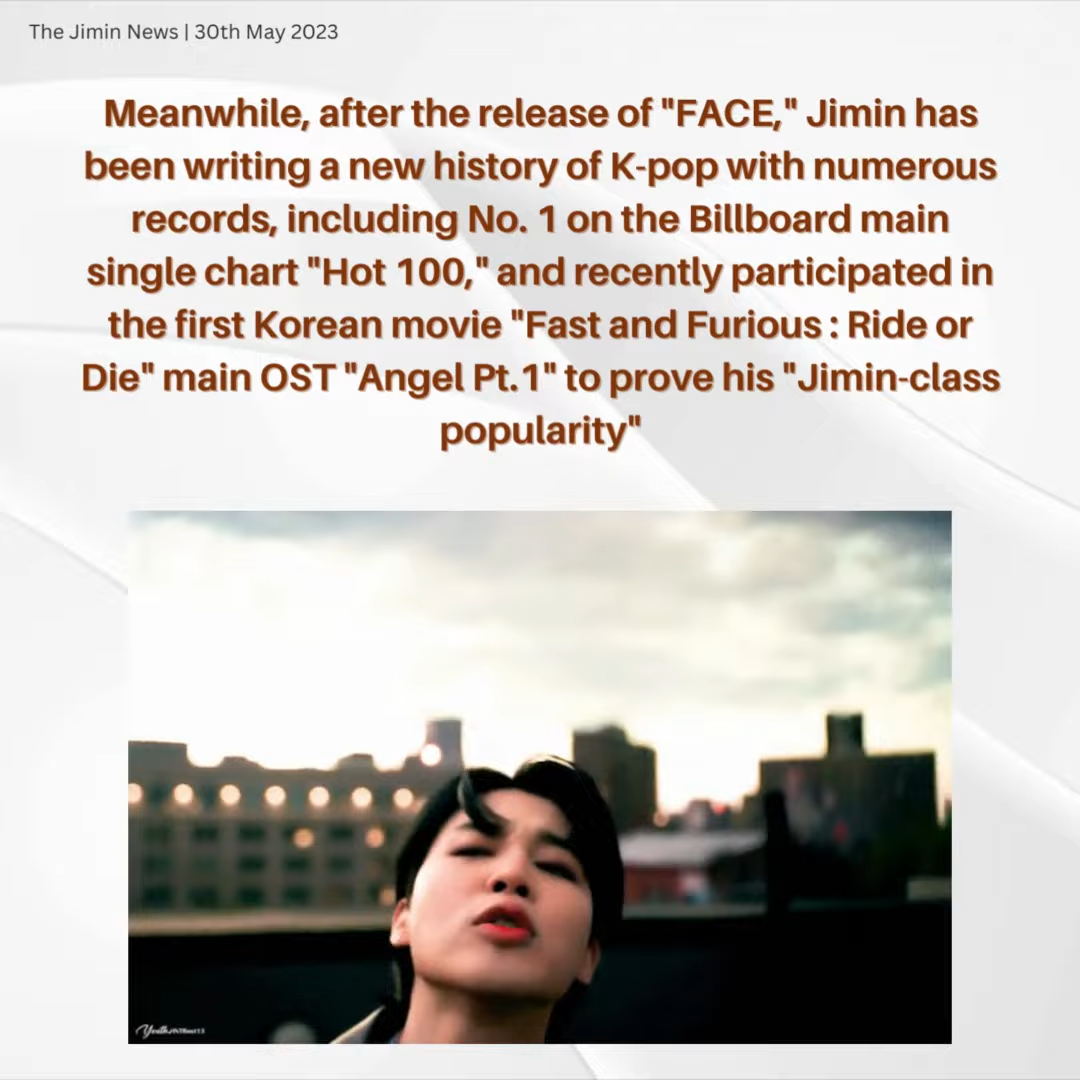 The Jimin News | 30th May 2023
Meanwhile, after the release of "FACE," Jimin has
been writing a new history of K-pop with numerous
records, including No. 1 on the Billboard main
single chart "Hot 100," and recently participated in
the first Korean movie "Fast and Furious : Ride or
Die" main OST "Angel Pt.1" to prove his "Jimin-class
popularity"